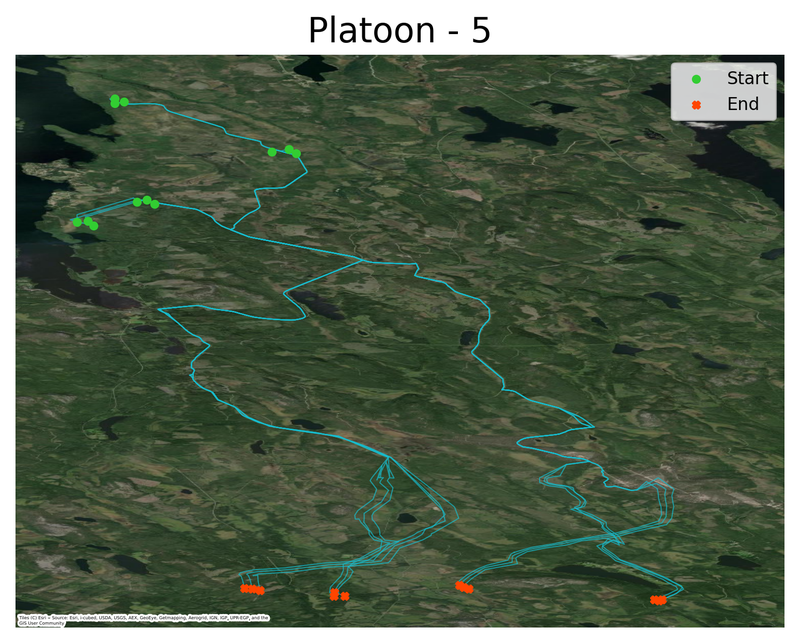 Platoon - 5
Start
End
Tiles (C) Esri -- Source: Esri, i-cubed, USDA, USGS, AEX, GeoEye, Getmapping, Aerogrid, IGN, IGP, UPR-EGP, and the
GIS User Community